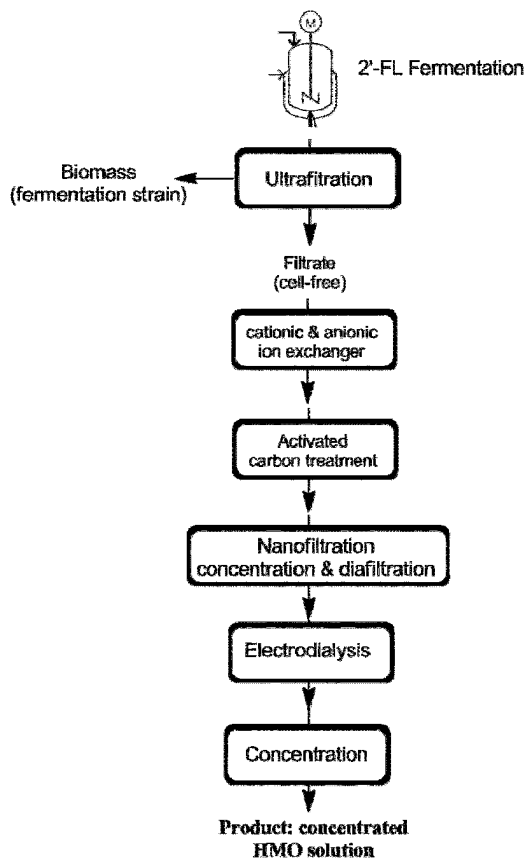 M
2'-FL Fermentation
Biomass
(fermentation strain)
Ultrafitration
Filtrate
(cell-free)
cationic & anionic
ion exchanger
Activated
carbon treatment
Nanofiltration
concentration & diafiltration
Electrodialysis
Concentration
Product: concentrated
HMO solution